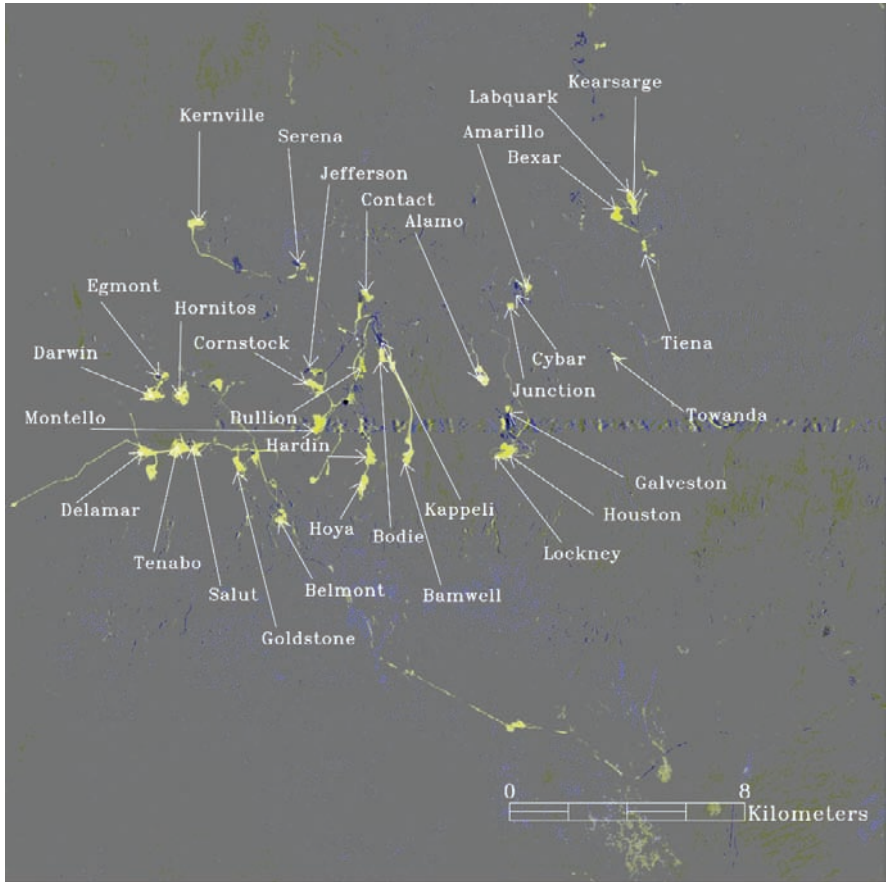 Kearsarge
Labquark
Kernville
Amarillo
Serena
Bexar
Jefferson
Contact
Alamo
Egmont
Hornitos
Tiena
Cornstock
Darwin
Cybar
Junction
Montello
Bullion
Towanda
Hardin
Galveston
Delamar
Kappeli
Houston
Hoya
Bodie
Lockney
Tenabo
Salut
Belmont
Bamwell
Goldstone
0 8
Kilometers